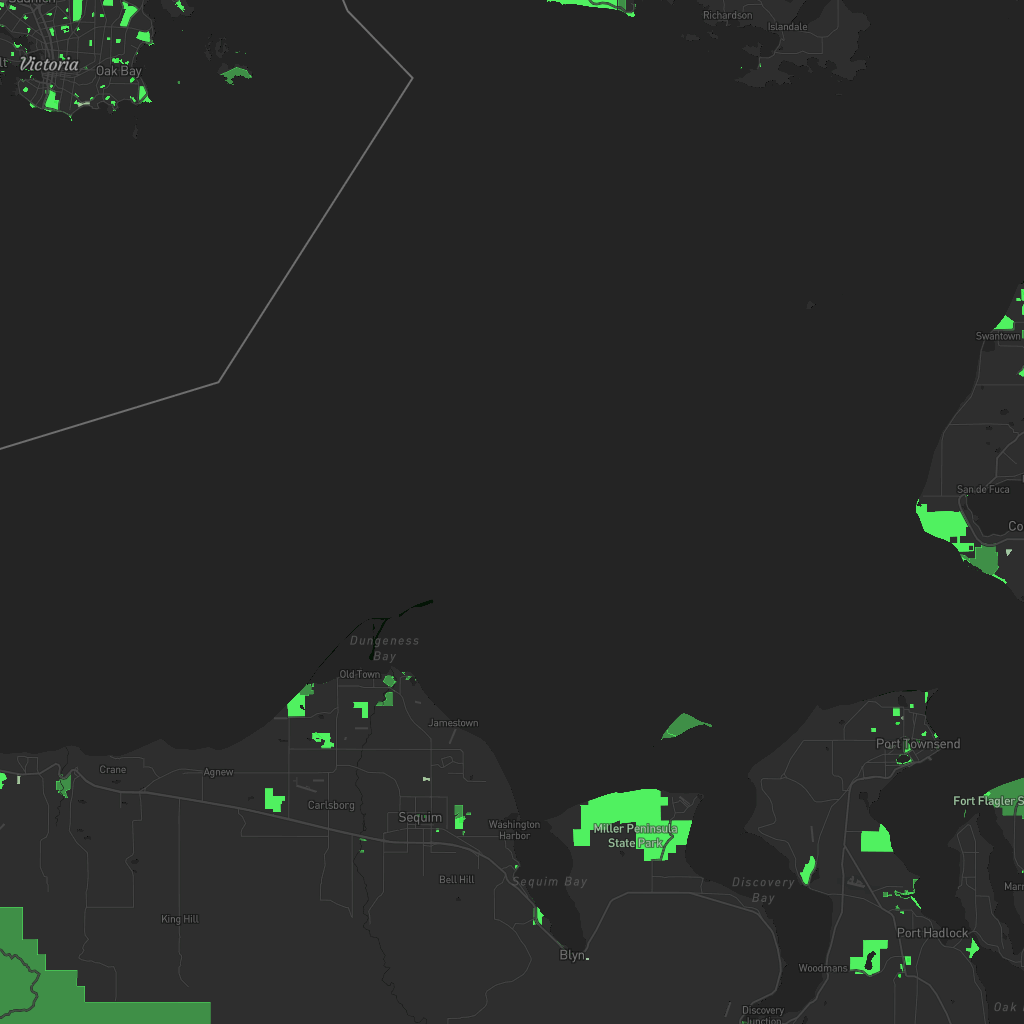 Richardson
Islandale
Victoria
Oak Bay
Swantown
San de Fuca
Co
Dungeness
Bay
Old Town
Jamestown
Port Townsend
Crane
Agnew
Carlsborg
Sequim
Washington
Harbor
Miller Peninsula
State Park
Fort Flagler S
Bell Hill
Sequim Bay
Discovery
Bay
Marr
King Hill
Port Hadlock
Blyn
Woodmans
Discovery
Junction
Oak